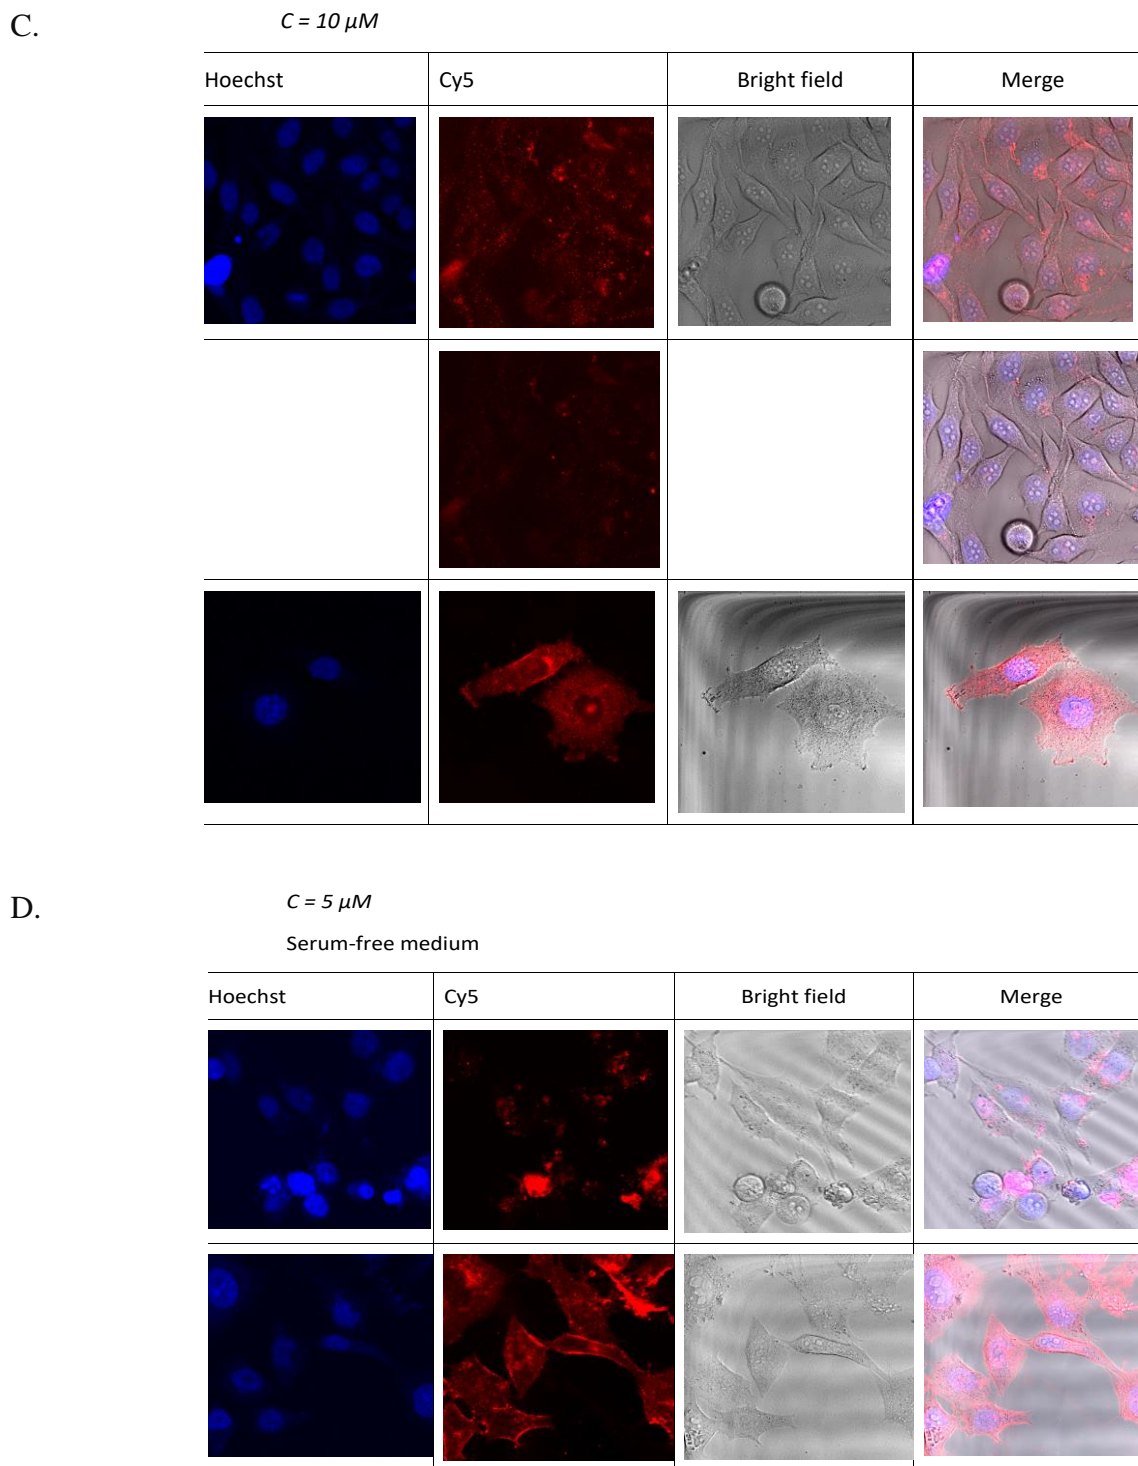 C.
C = 10 µM
Hoechst Cy5 Bright field Merge
D.
C = 5 µM
Serum-free medium
Hoechst Cy5 Bright field Merge